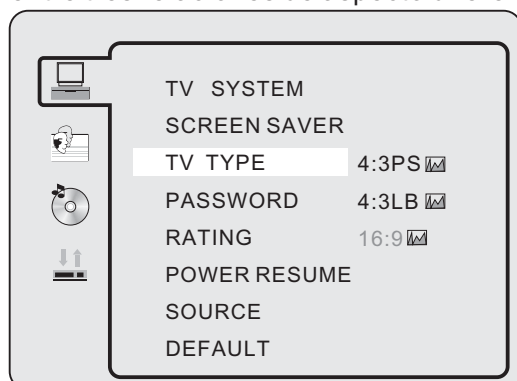 TV SYSTEM
SCREEN SAVER
TV TYPE 4:3PS
PASSWORD 4:3LB
RATING 16:9
POWER RESUME
SOURCE
DEFAULT